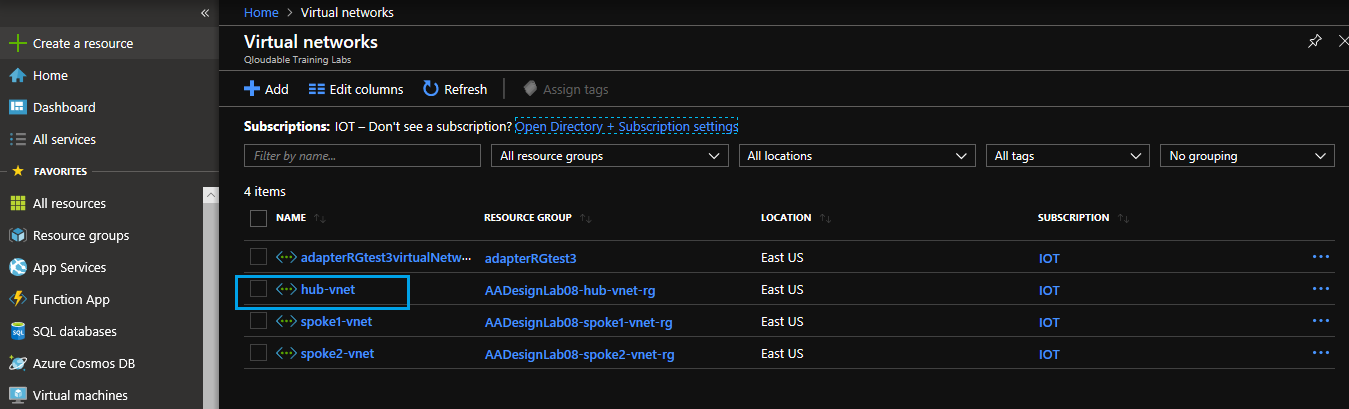 «
Create a resource
Home
Dashboard
All services
FAVORITES
All resources
Resource groups
App Services
Function App
SQL databases
Azure Cosmos DB
Virtual machines
Home > Virtual networks
Virtual networks
Qloudable Training Labs
Add Edit columns Refresh Assign tags
Subscriptions: IOT – Don't see a subscription? Open Directory + Subscription settings
Filter by name... All resource groups All locations All tags No grouping
4 items
NAME RESOURCE GROUP LOCATION SUBSCRIPTION
adapterRGtest3virtualNetw... adapterRGtest3 East US IOT
hub-vnet AADesignLab08-hub-vnet-rg East US IOT
spoke1-vnet AADesignLab08-spoke1-vnet-rg East US IOT
spoke2-vnet AADesignLab08-spoke2-vnet-rg East US IOT